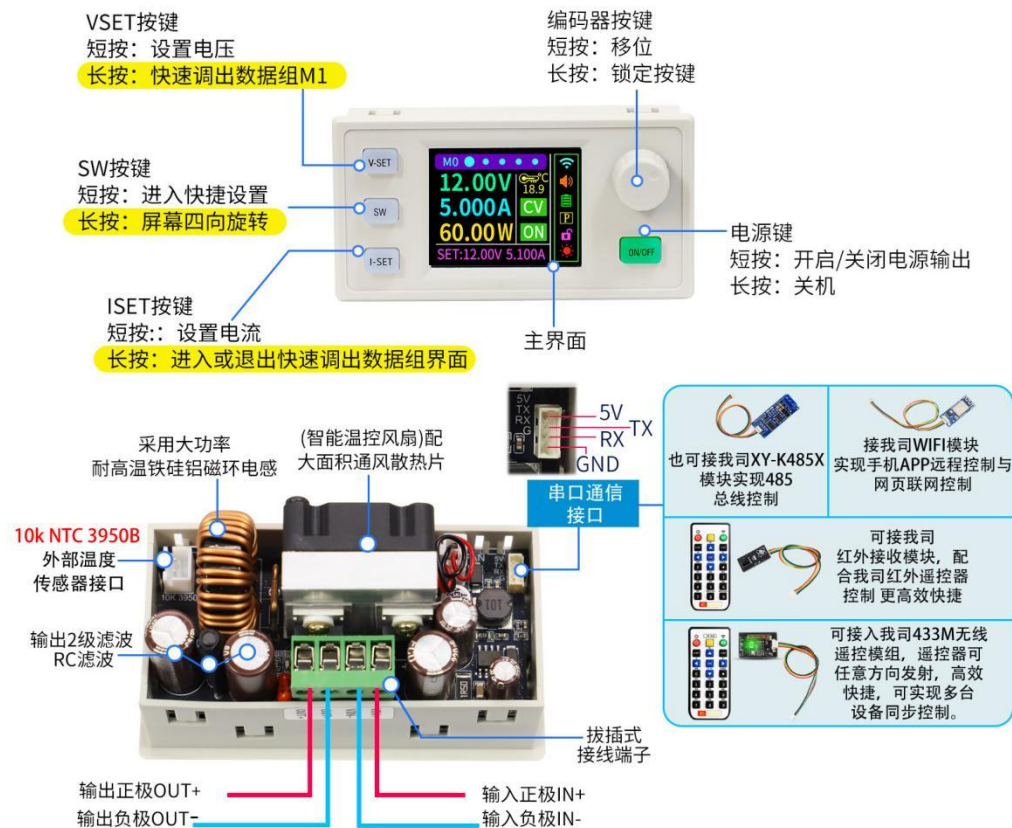 VSET按键
短按：设置电压
长按：快速调出数据组M1
编码器按键
短按：移位
长按：锁定按键
SW按键
短按：进入快捷设置
长按：屏幕四向旋转
V-SET
SW
I-SET
M0
12.00V
℃
18.9
5.000A
CV
60.00W
ON
SET:12.00V 5.100A
P
ON/OFF
电源键
短按：开启/关闭电源输出
长按：关机
ISET按键
短按:：设置电流
长按：进入或退出快速调出数据组界面
主界面
5V
TX
RX
G
5V
TX
RX
GND
串口通信
接口
也可接我司XY-K485X
模块实现485
总线控制
接我司WIFI模块
实现手机APP远程控制与
网页联网控制
可接我司
红外接收模块，配
合我司红外遥控器
控制 更高效快捷
可接入我司433M无线
遥控模组，遥控器可
任意方向发射，高效
快捷，可实现多台
设备同步控制。
采用大功率
耐高温铁硅铝磁环电感
(智能温控风扇)配
大面积通风散热片
10k NTC 3950B
外部温度
传感器接口
10K 3950
101
输出2级滤波
RC滤波
拔插式
接线端子
输出正极OUT+
输出负极OUT-
输入正极IN+
输入负极IN-